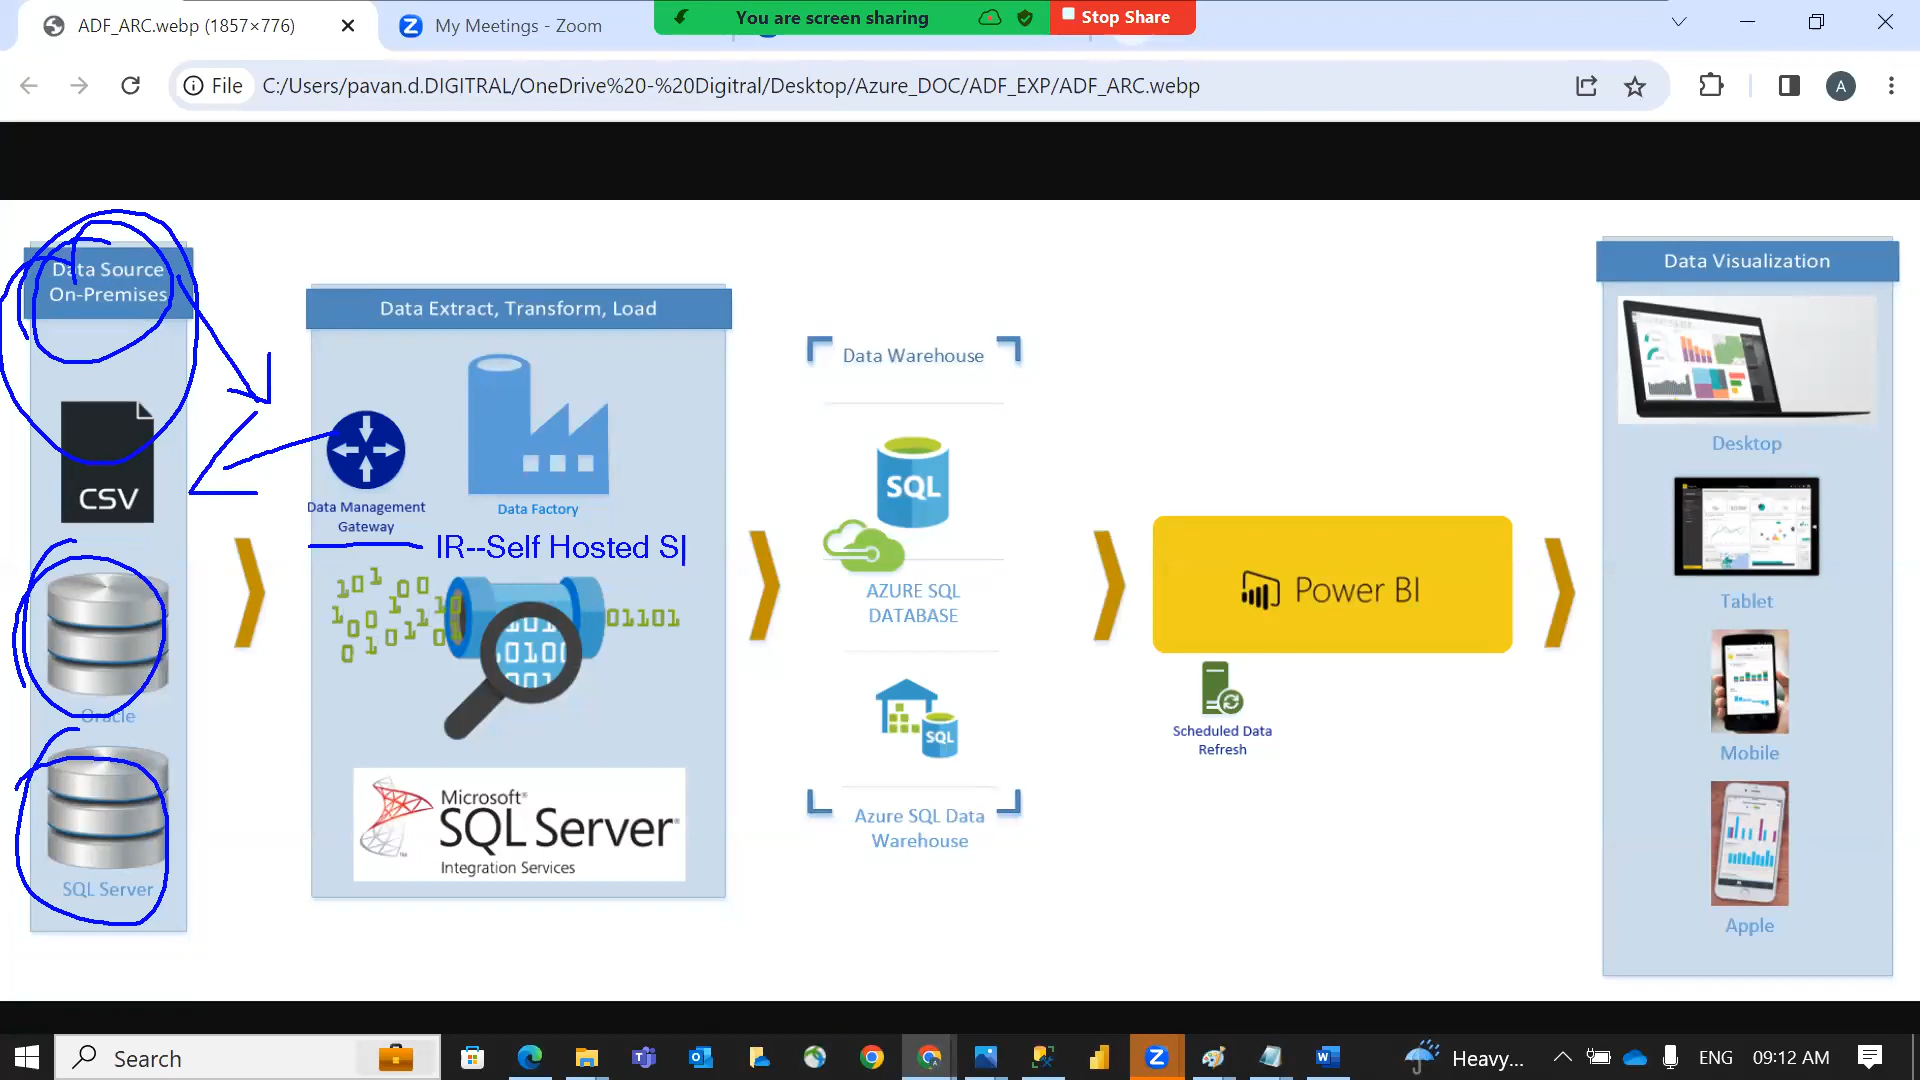 ADF_ARC.webp (1857×776)
My Meetings - Zoom
You are screen sharing
Stop Share
File
C:/Users/pavan.d.DIGITRAL/OneDrive%20-%20Digitral/Desktop/Azure_DOC/ADF_EXP/ADF_ARC.webp
A
Data Source
On-Premises
CSV
Oracle
SQL Server
Data Extract, Transform, Load
Data Management
Gateway
Data Factory
IR--Self Hosted S
01101
Microsoft
SQL Server
Integration Services
Data Warehouse
SQL
AZURE SQL
DATABASE
SQL
Azure SQL Data
Warehouse
Power BI
Scheduled Data
Refresh
Data Visualization
Desktop
Tablet
Mobile
Apple
Search
Heavy...
ENG
09:12 AM